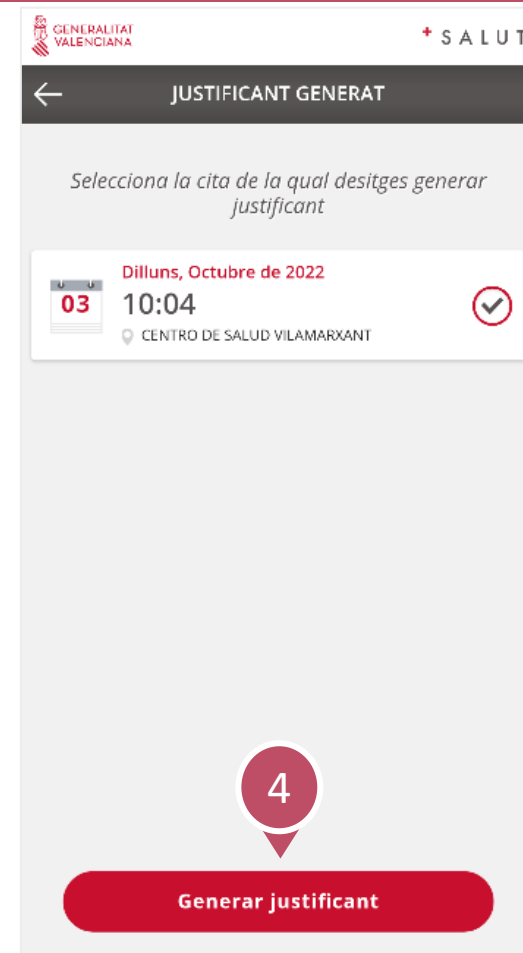 GENERALITAT
VALENCIANA
+ SALUT
JUSTIFICANT GENERAT
Selecciona la cita de la qual desitges generar
justificant
Dilluns, Octubre de 2022
03
10:04
CENTRO DE SALUD VILAMARXANT
4
Generar justificant